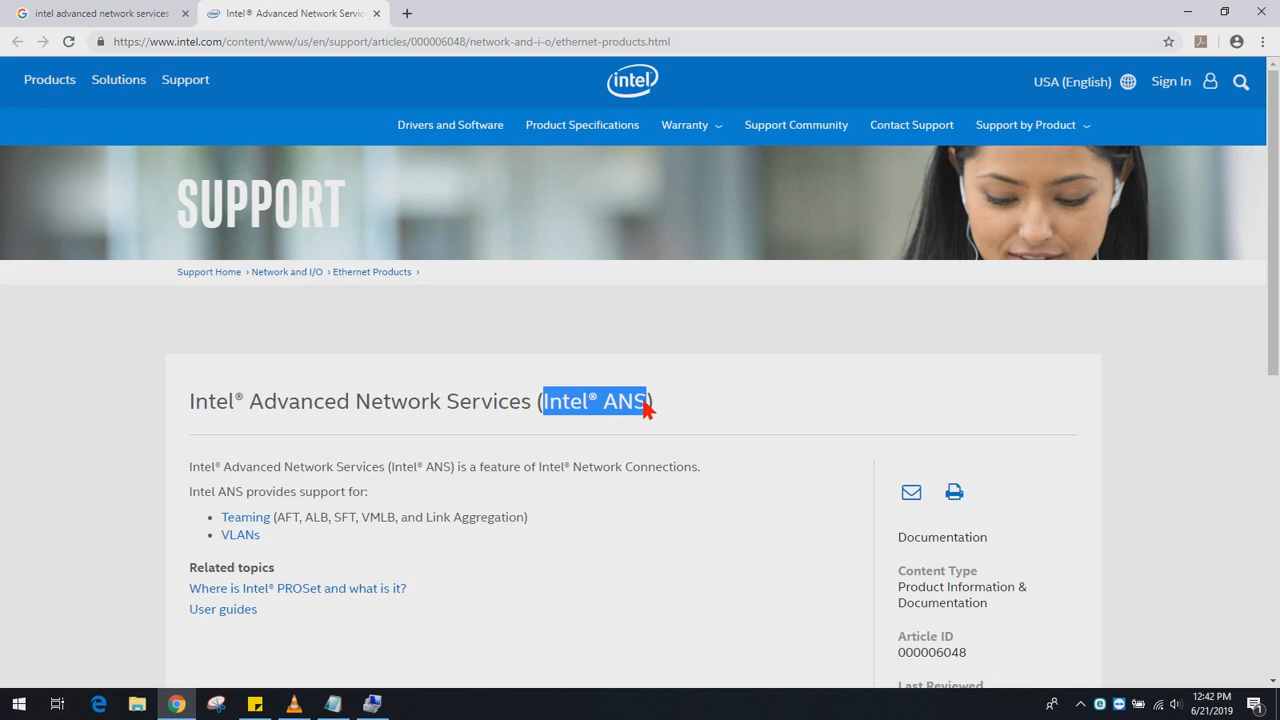 intel advanced network services
Intel® Advanced Network Servic
https://www.intel.com/content/www/us/en/support/articles/000006048/network-and-i-o/ethernet-products.html
Products Solutions Support
intel
USA (English) Sign In
Drivers and Software Product Specifications Warranty Support Community Contact Support Support by Product
SUPPORT
Support Home › Network and I/O › Ethernet Products ›
Intel® Advanced Network Services (Intel® ANS)
Intel® Advanced Network Services (Intel® ANS) is a feature of Intel® Network Connections.
Intel ANS provides support for:
• Teaming (AFT, ALB, SFT, VMLB, and Link Aggregation)
• VLANs
Related topics
Where is Intel® PROSet and what is it?
User guides
Documentation
Content Type
Product Information &
Documentation
Article ID
000006048
Last Reviewed
12:42 PM
6/21/2019